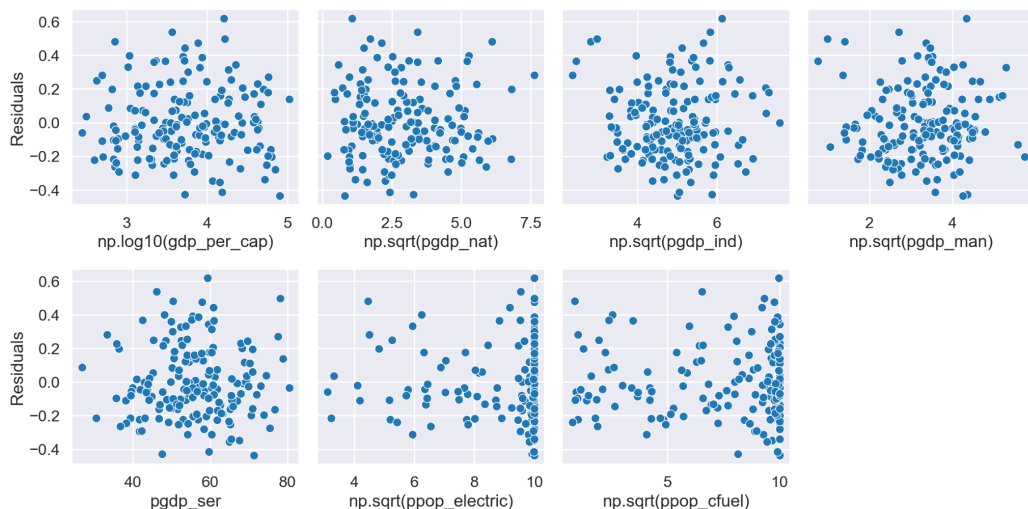 Residuals
0.6
0.4
0.2
0.0
−0.2
−0.4
3 4 5
0.0 2.5 5.0 7.5
4 6
2 4
np.log10(gdp_per_cap) np.sqrt(pgdp_nat) np.sqrt(pgdp_ind) np.sqrt(pgdp_man)
Residuals
0.6
0.4
0.2
0.0
−0.2
−0.4
40 60 80
4 6 8 10
5 10
pgdp_ser np.sqrt(ppop_electric) np.sqrt(ppop_cfuel)